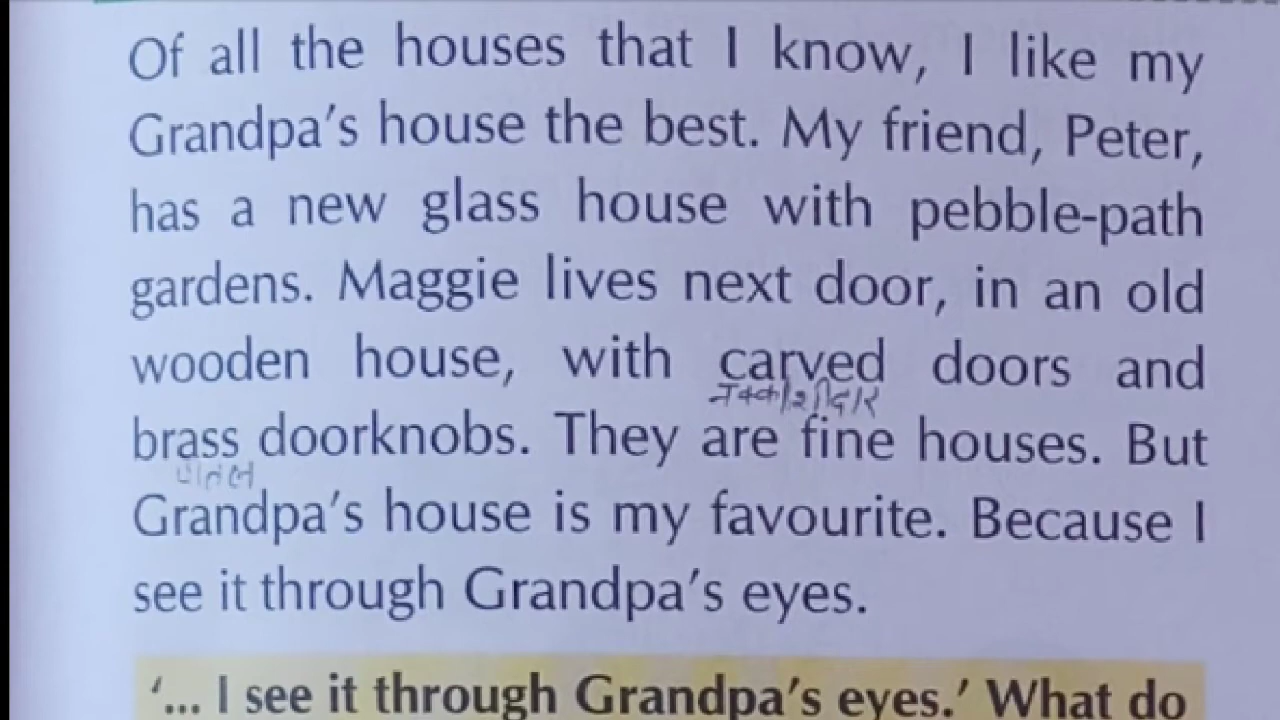 Of all the houses that I know, I like my
Grandpa's house the best. My friend, Peter,
has a new glass house with pebble-path
gardens. Maggie lives next door, in an old
wooden house, with carved doors and
नक्काशीदार
brass doorknobs. They are fine houses. But
पीतल
Grandpa's house is my favourite. Because I
see it through Grandpa's eyes.
'... I see it through Grandpa's eyes.' What do